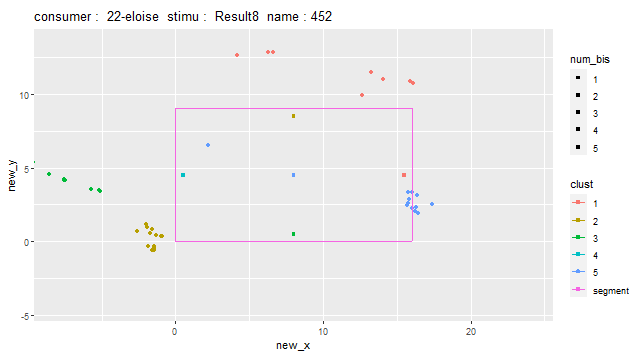 consumer :  22-eloise  stimu :  Result8  name : 452
new_y
10
5
0
-5
0
10
20
new_x
num_bis
1
2
3
4
5
clust
1
2
3
4
5
segment